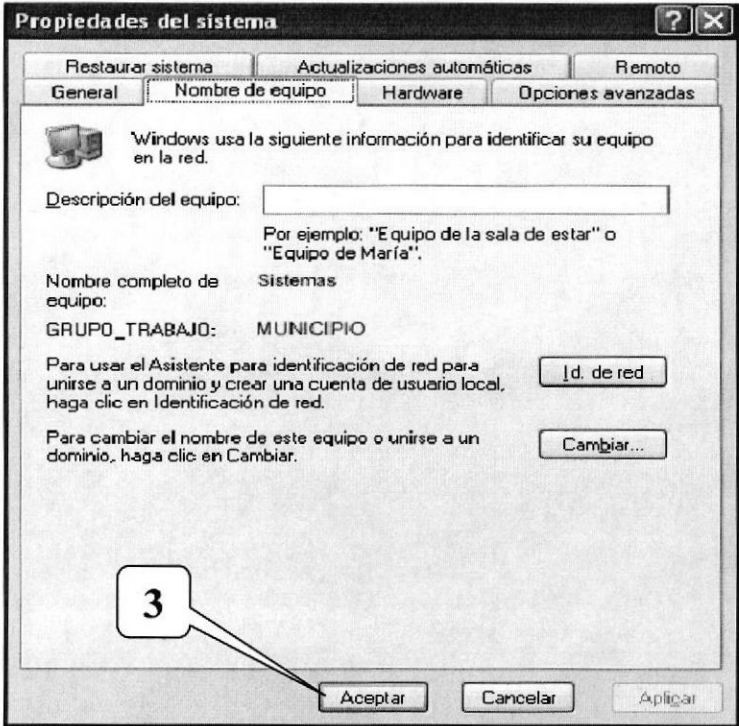 Propiedades del sistema
Restaurar sistema Actualizaciones automáticas Remoto
General Nombre de equipo Hardware Opciones avanzadas
Windows usa la siguiente información para identificar su equipo
en la red.
Descripción del equipo:
Por ejemplo: "Equipo de la sala de estar" o
"Equipo de María".
Nombre completo de
equipo:
Sistemas
GRUPO_TRABAJO: MUNICIPIO
Para usar el Asistente para identificación de red para
unirse a un dominio y crear una cuenta de usuario local,
haga clic en Identificación de red.
Id. de red
Para cambiar el nombre de este equipo o unirse a un
dominio, haga clic en Cambiar.
Cambiar...
3
Aceptar Cancelar Aplicar